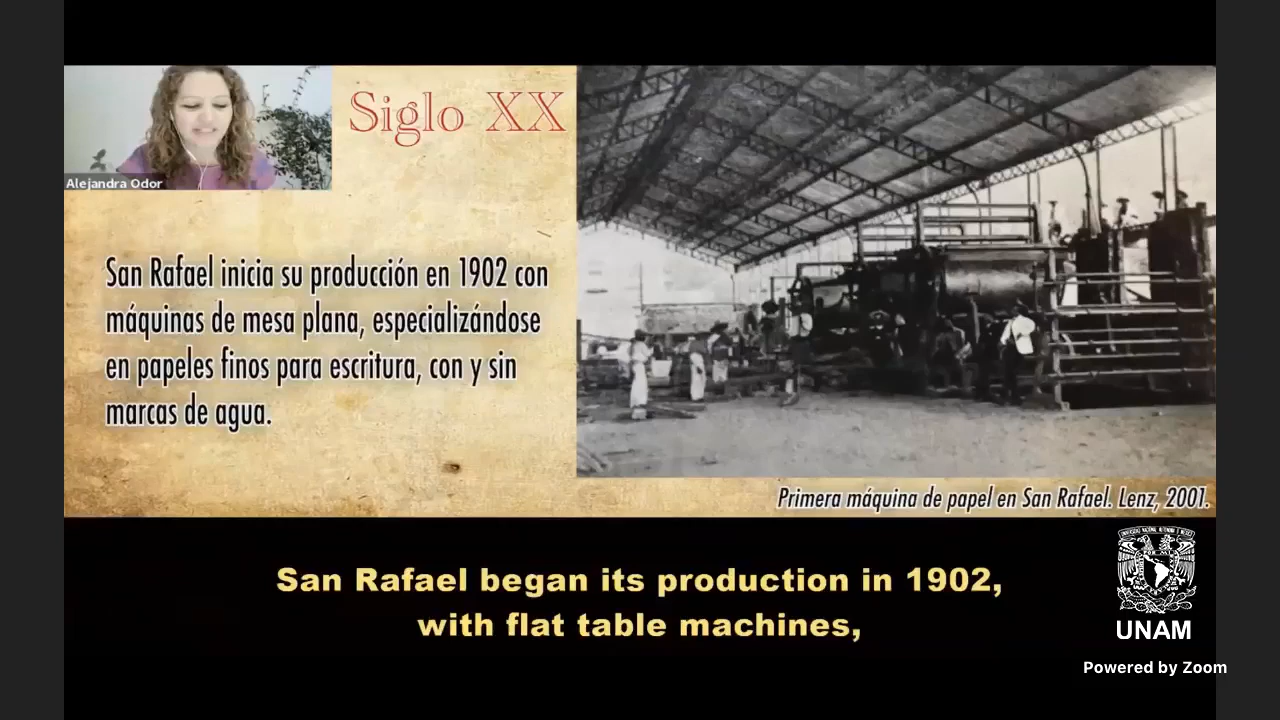 Alejandra Odor
Siglo XX
San Rafael inicia su producción en 1902 con
máquinas de mesa plana, especializándose
en papeles finos para escritura, con y sin
marcas de agua.
Primera máquina de papel en San Rafael. Lenz, 2001.
San Rafael began its production in 1902,
with flat table machines,
UNAM
Powered by Zoom